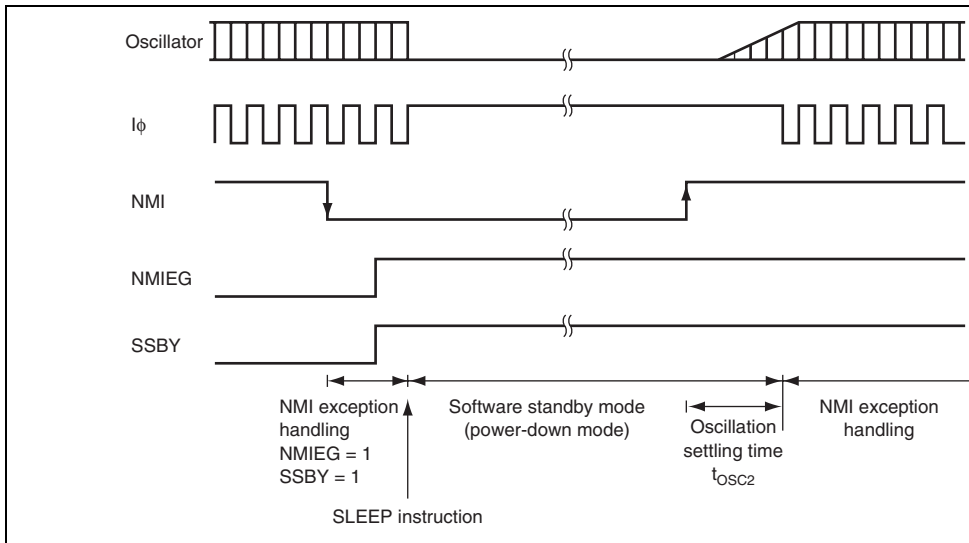 Oscillator
Iϕ
NMI
NMIEG
SSBY
NMI exception
handling
NMIEG = 1
SSBY = 1
Software standby mode
(power-down mode)
Oscillation
settling time
tOSC2
NMI exception
handling
SLEEP instruction